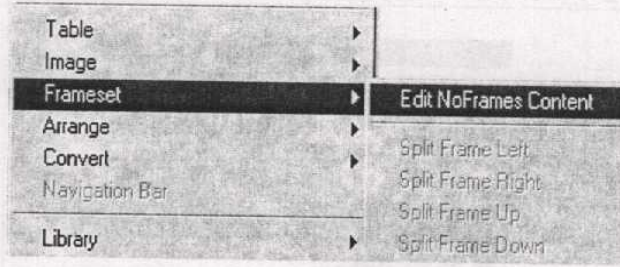 Table
Image
Frameset
Edit NoFrames Content
Arrange
Split Frame Left
Convert
Split Frame Right
Navigation Bar
Split Frame Up
Library
Split Frame Down